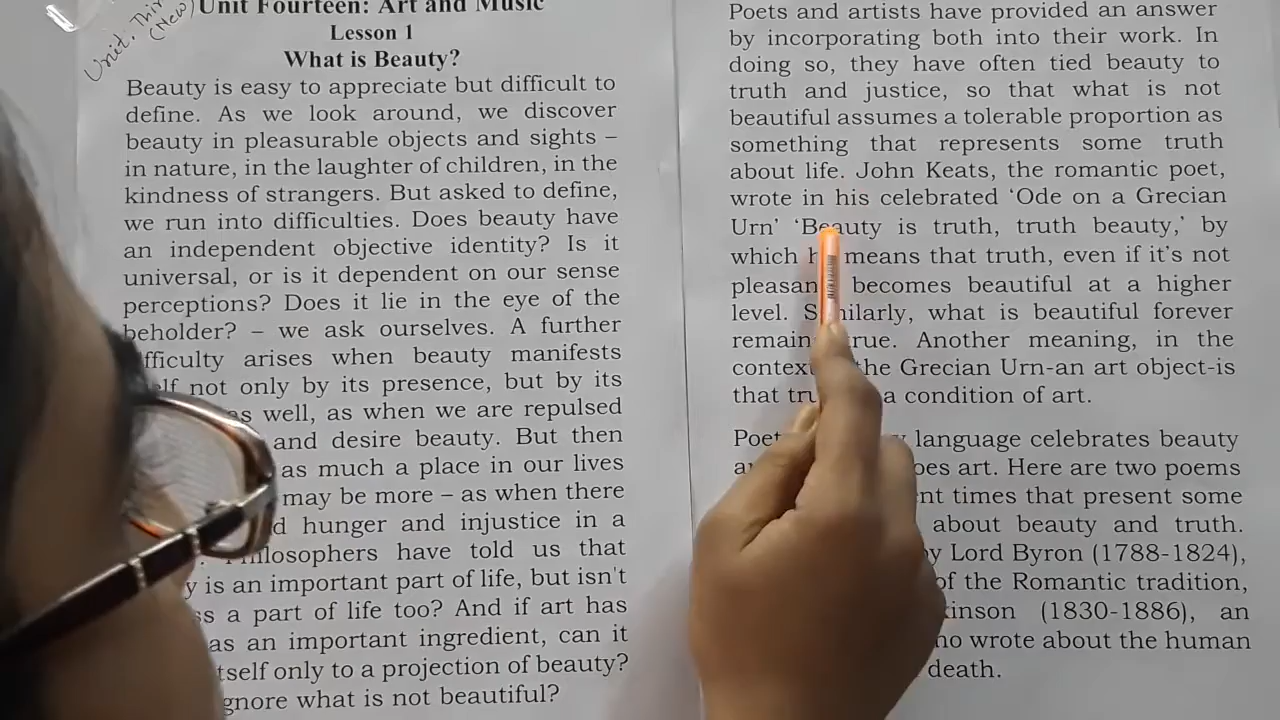 Unit. Thir
(New)
Unit Fourteen: Art and Music
Lesson 1
What is Beauty?
Beauty is easy to appreciate but difficult to
define. As we look around, we discover
beauty in pleasurable objects and sights –
in nature, in the laughter of children, in the
kindness of strangers. But asked to define,
we run into difficulties. Does beauty have
an independent objective identity? Is it
universal, or is it dependent on our sense
perceptions? Does it lie in the eye of the
beholder? – we ask ourselves. A further
arises when beauty manifests
not only by its presence, but by its
as well, as when we are repulsed
and desire beauty. But then
as much a place in our lives
may be more – as when there
hunger and injustice in a
have told us that
is an important part of life, but isn't
a part of life too? And if art has
as an important ingredient, can it
only to a projection of beauty?
what is not beautiful?
Poets and artists have provided an answer
by incorporating both into their work. In
doing so, they have often tied beauty to
truth and justice, so that what is not
beautiful assumes a tolerable proportion as
something that represents some truth
about life. John Keats, the romantic poet,
wrote in his celebrated ‘Ode on a Grecian
Urn’ ‘Beauty is truth, truth beauty,’ by
which means that truth, even if it’s not
becomes beautiful at a higher
level. Similarly, what is beautiful forever
Another meaning, in the
the Grecian Urn-an art object-is
that a condition of art.
language celebrates beauty
art. Here are two poems
times that present some
about beauty and truth.
Lord Byron (1788-1824),
of the Romantic tradition,
(1830-1886), an
wrote about the human
death.